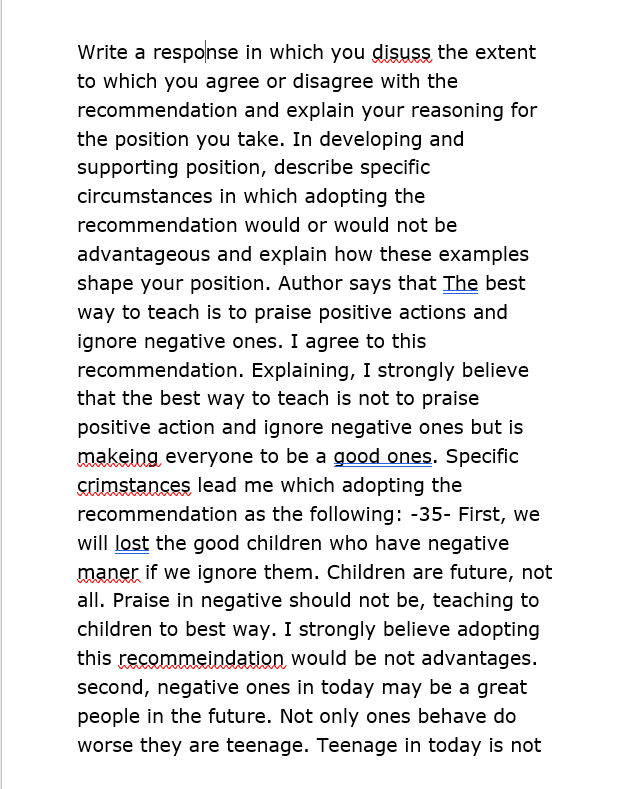 Write a response in which you disuss the extent
to which you agree or disagree with the
recommendation and explain your reasoning for
the position you take. In developing and
supporting position, describe specific
circumstances in which adopting the
recommendation would or would not be
advantageous and explain how these examples
shape your position. Author says that The best
way to teach is to praise positive actions and
ignore negative ones. I agree to this
recommendation. Explaining, I strongly believe
that the best way to teach is not to praise
positive action and ignore negative ones but is
makeing everyone to be a good ones. Specific
crimstances lead me which adopting the
recommendation as the following: -35- First, we
will lost the good children who have negative
maner if we ignore them. Children are future, not
all. Praise in negative should not be, teaching to
children to best way. I strongly believe adopting
this recommeindation would be not advantages.
second, negative ones in today may be a great
people in the future. Not only ones behave do
worse they are teenage. Teenage in today is not